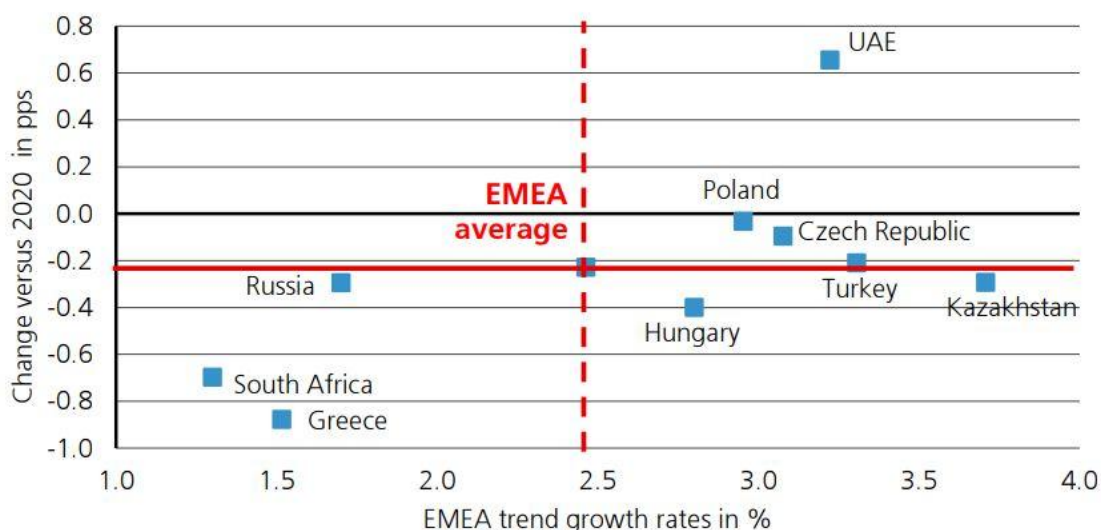 0.8
0.6
0.4
0.2
0.0
-0.2
-0.4
-0.6
-0.8
-1.0
Change versus 2020 in pps
UAE
EMEA
average
Poland
Czech Republic
Russia
Turkey
Kazakhstan
Hungary
South Africa
Greece
1.0 1.5 2.0 2.5 3.0 3.5 4.0
EMEA trend growth rates in %